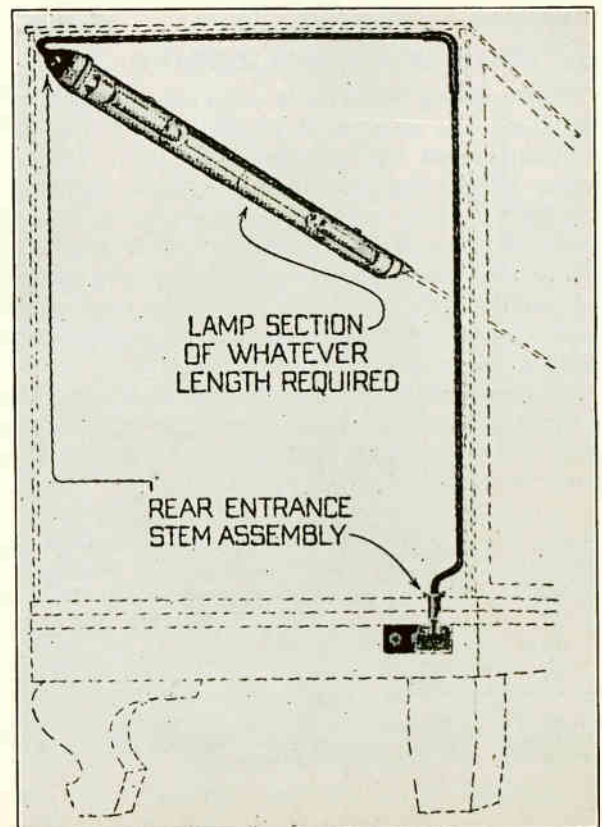 LAMP SECTION
OF WHATEVER
LENGTH REQUIRED
REAR ENTRANCE
STEM ASSEMBLY